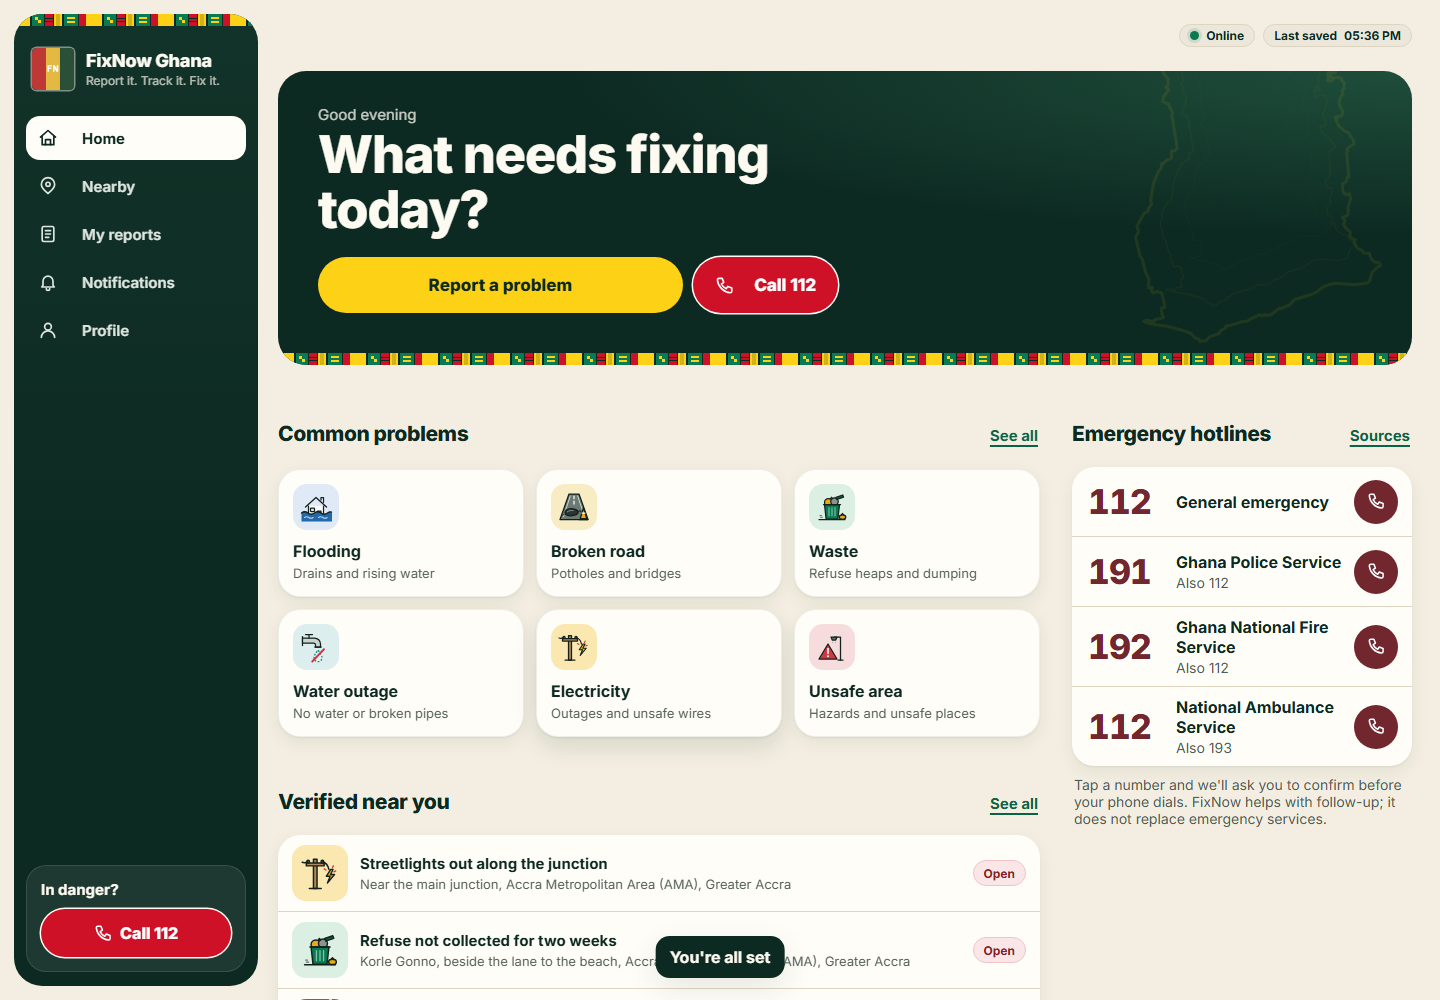 FN
FixNow Ghana
Report it. Track it. Fix it.
Home
Nearby
My reports
Notifications
Profile
In danger?
Call 112
Online
Last saved 05:36 PM
Good evening
What needs fixing
today?
Report a problem
Call 112
Common problems
See all
Flooding
Drains and rising water
Broken road
Potholes and bridges
Waste
Refuse heaps and dumping
Water outage
No water or broken pipes
Electricity
Outages and unsafe wires
Unsafe area
Hazards and unsafe places
Emergency hotlines
Sources
112
General emergency
191
Ghana Police Service
Also 112
192
Ghana National Fire
Service
Also 112
112
National Ambulance
Service
Also 193
Tap a number and we'll ask you to confirm before
your phone dials. FixNow helps with follow-up; it
does not replace emergency services.
Verified near you
See all
Streetlights out along the junction
Near the main junction, Accra Metropolitan Area (AMA), Greater Accra
Open
Refuse not collected for two weeks
Korle Gonno, beside the lane to the beach, AMA), Greater Accra
Open
You're all set